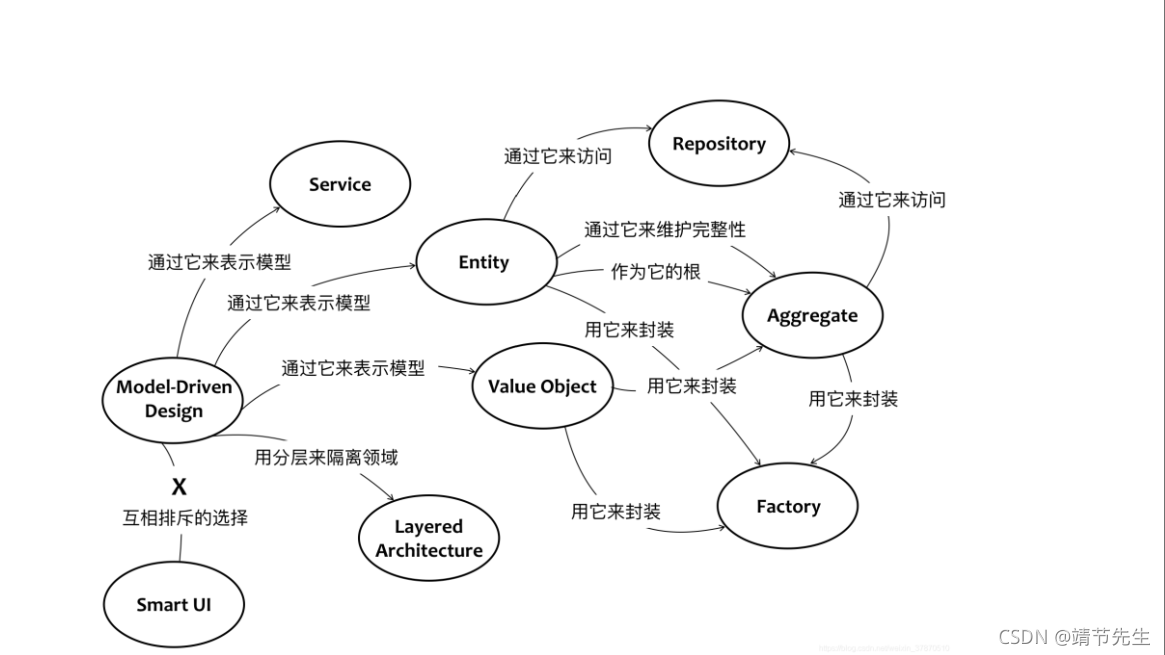 Repository
通过它来访问
Service
通过它来访问
通过它来维护完整性
Entity
通过它来表示模型
作为它的根
通过它来表示模型
Aggregate
用它来封装
通过它来表示模型
Value Object
用它来封装
Model-Driven
Design
用它来封装
用分层来隔离领域
X
Factory
用它来封装
互相排斥的选择
Layered
Architecture
Smart UI
CSDN @靖节先生